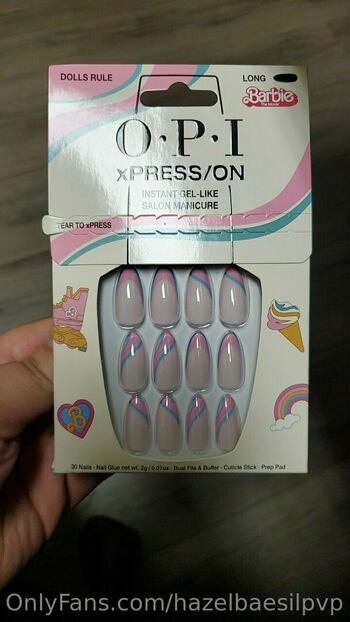 DOLLS RULE
LONG
Barbie
The Movie
O·P·I
xPRESS/ON
INSTANT GEL-LIKE
SALON MANICURE
TEAR TO xPRESS
B
30 Nails · Nail Glue net wt. 2g / 0.07oz · Dual File & Buffer · Cuticle Stick · Prep Pad
OnlyFans.com/hazelbaesilpvp